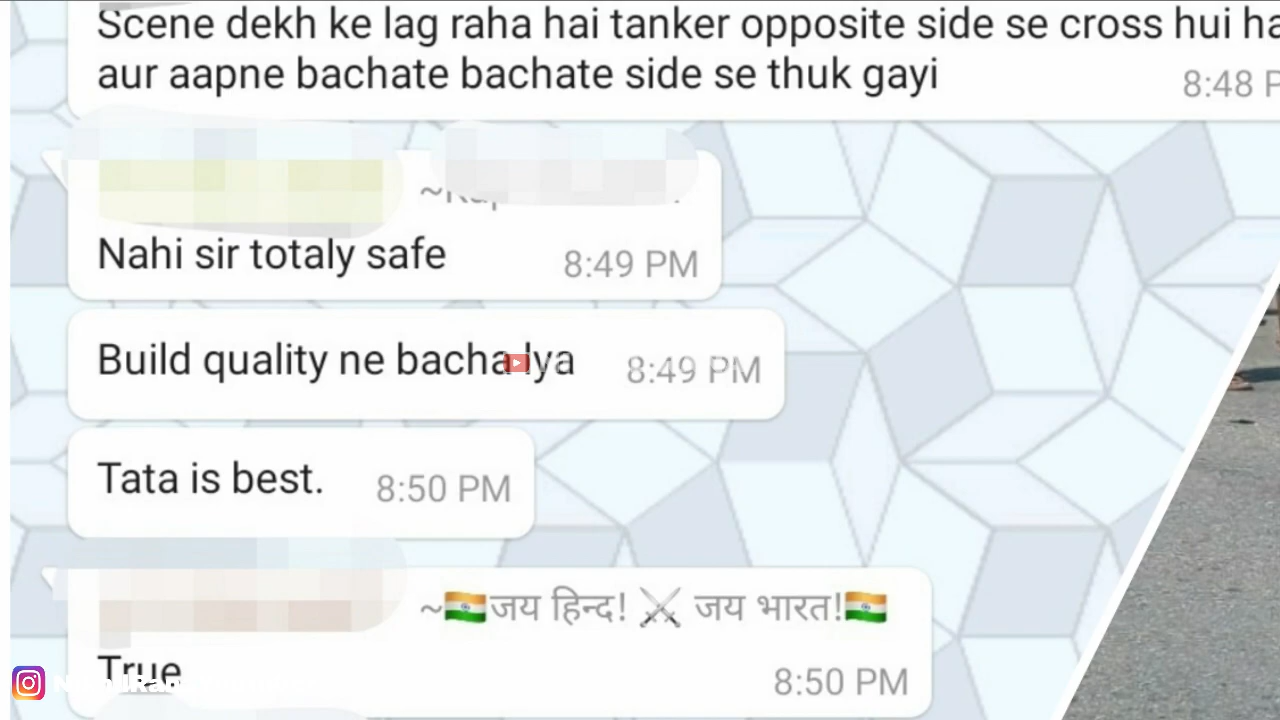 Scene dekh ke lag raha hai tanker opposite side se cross hui
aur aapne bachate bachate side se thuk gayi
8:48
Nahi sir totaly safe 8:49 PM
Build quality ne bacha lya 8:49 PM
Tata is best. 8:50 PM
~🇮🇳जय हिन्द! ⚔️ जय भारत!🇮🇳
True 8:50 PM